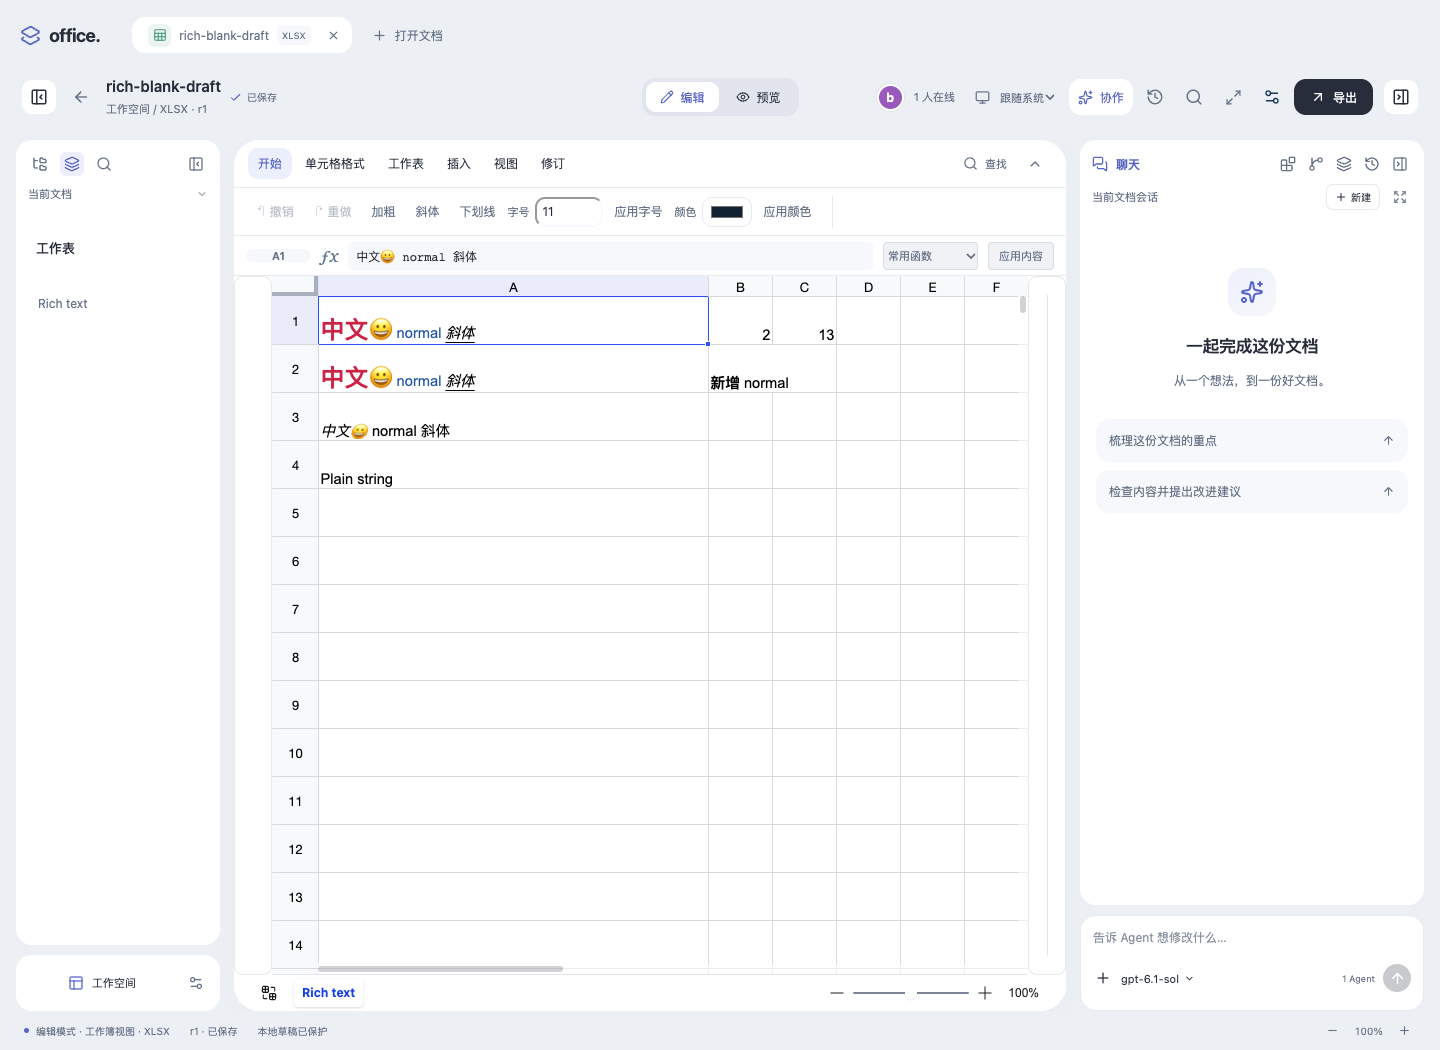 office.
rich-blank-draft XLSX
打开文档
rich-blank-draft
工作空间 / XLSX · r1
已保存
编辑
预览
b
1 人在线
跟随系统
协作
导出
当前文档
工作表
Rich text
工作空间
开始 单元格格式 工作表 插入 视图 修订
查找
撤销 重做 加粗 斜体 下划线 字号 11 应用字号 颜色 应用颜色
A1 fx 中文😀 normal 斜体 常用函数 应用内容
A B C D E F
1 中文😀 normal 斜体 2 13
2 中文😀 normal 斜体 新增 normal
3 中文😀 normal 斜体
4 Plain string
5
6
7
8
9
10
11
12
13
14
Rich text
100%
聊天
当前文档会话
新建
一起完成这份文档
从一个想法，到一份好文档。
梳理这份文档的重点
检查内容并提出改进建议
告诉 Agent 想修改什么...
gpt-6.1-sol
1 Agent
编辑模式 · 工作簿视图 · XLSX r1 · 已保存 本地草稿已保护
100%